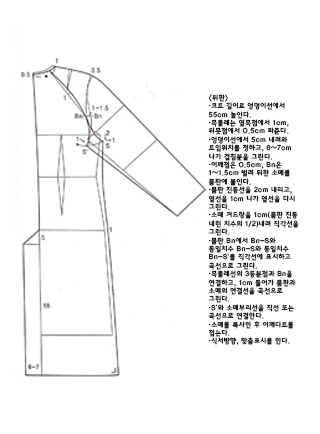 1
0.5
0.5
1
1-1.5
Bn
Bn
2
1
1
S'
S
1
5
55
6-7
<뒤판>
·코트 길이로 엉덩이선에서
55cm 늘인다.
·목둘레는 옆목점에서 1cm,
뒤목점에서 0.5cm 파준다.
·엉덩이선에서 5cm 내려와
트임위치를 정하고, 6~7cm
나가 겹침분을 그린다.
·어깨점은 0.5cm, Bn은
1~1.5cm 벌려 뒤판 소매를
몸판에 붙인다.
·몸판 진동선을 2cm 내리고,
옆선을 1cm 나가 옆선을 다시
그린다.
·소매 겨드랑을 1cm(몸판 진동
내린 치수의 1/2)내려 직각선을
그린다.
·몸판 Bn에서 Bn-S와
동일치수 Bn-S와 동일치수
Bn-S'를 직각선에 표시하고
곡선으로 그린다.
·목둘레선의 3등분점과 Bn을
연결하고, 1cm 들어가 몸판과
소매의 연결선을 곡선으로
그린다.
·S'와 소매부리선을 직선 또는
곡선으로 연결한다.
·소매를 복사한 후 어깨다트를
접는다.
·식서방향, 맞춤표시를 한다.